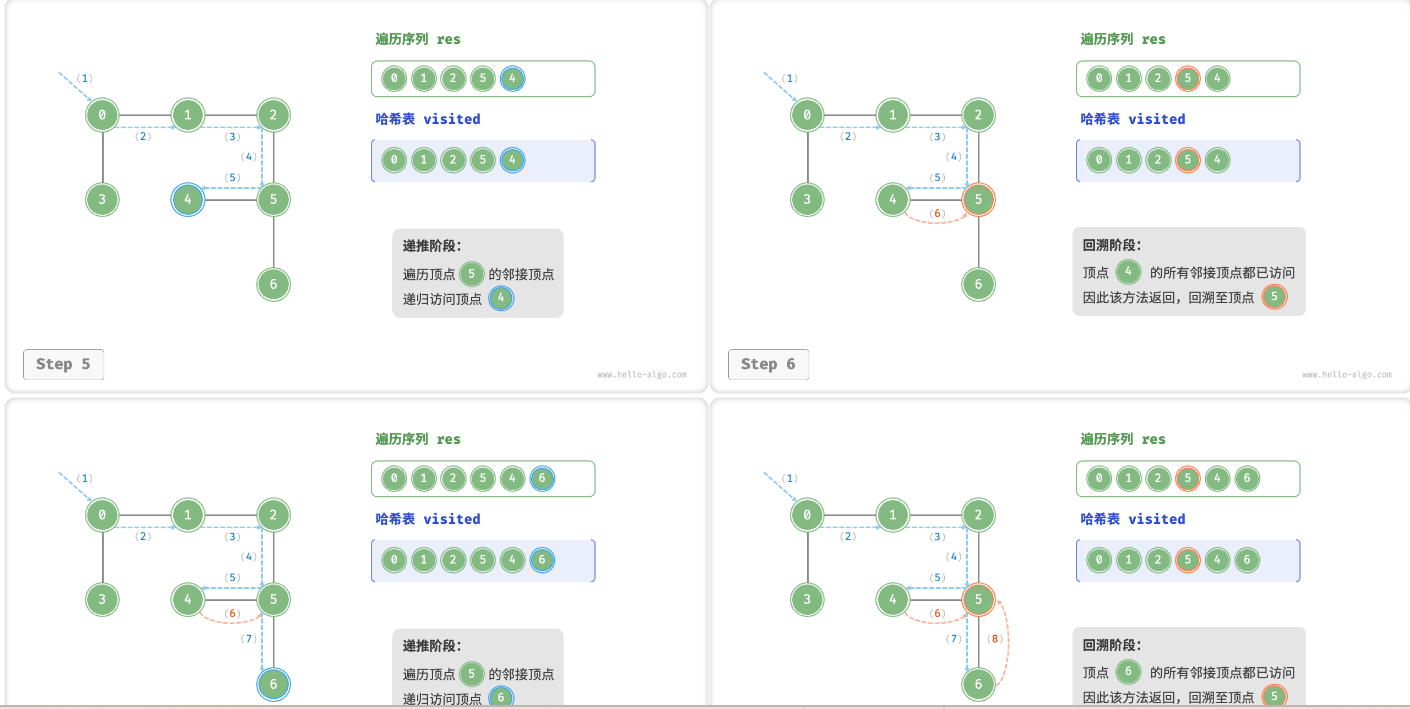 遍历序列 res
(1)
0 1 2 5 4
0 1 2
哈希表 visited
(2) (3)
(4)
0 1 2 5 4
(5)
3 4 5
递推阶段:
遍历顶点 5 的邻接顶点
递归访问顶点 4
6
Step 5
www.hello-algo.com
遍历序列 res
(1)
0 1 2 5 4
0 1 2
哈希表 visited
(2) (3)
(4)
0 1 2 5 4
(5)
3 4 5
(6)
回溯阶段:
顶点 4 的所有邻接顶点都已访问
因此该方法返回，回溯至顶点 5
6
Step 6
www.hello-algo.com
遍历序列 res
(1)
0 1 2 5 4 6
0 1 2
哈希表 visited
(2) (3)
(4)
0 1 2 5 4 6
(5)
3 4 5
(6)
(7)
递推阶段:
遍历顶点 5 的邻接顶点
递归访问顶点 6
6
遍历序列 res
(1)
0 1 2 5 4 6
0 1 2
哈希表 visited
(2) (3)
(4)
0 1 2 5 4 6
(5)
3 4 5
(6)
(7) (8)
回溯阶段:
顶点 6 的所有邻接顶点都已访问
因此该方法返回，回溯至顶点 5
6